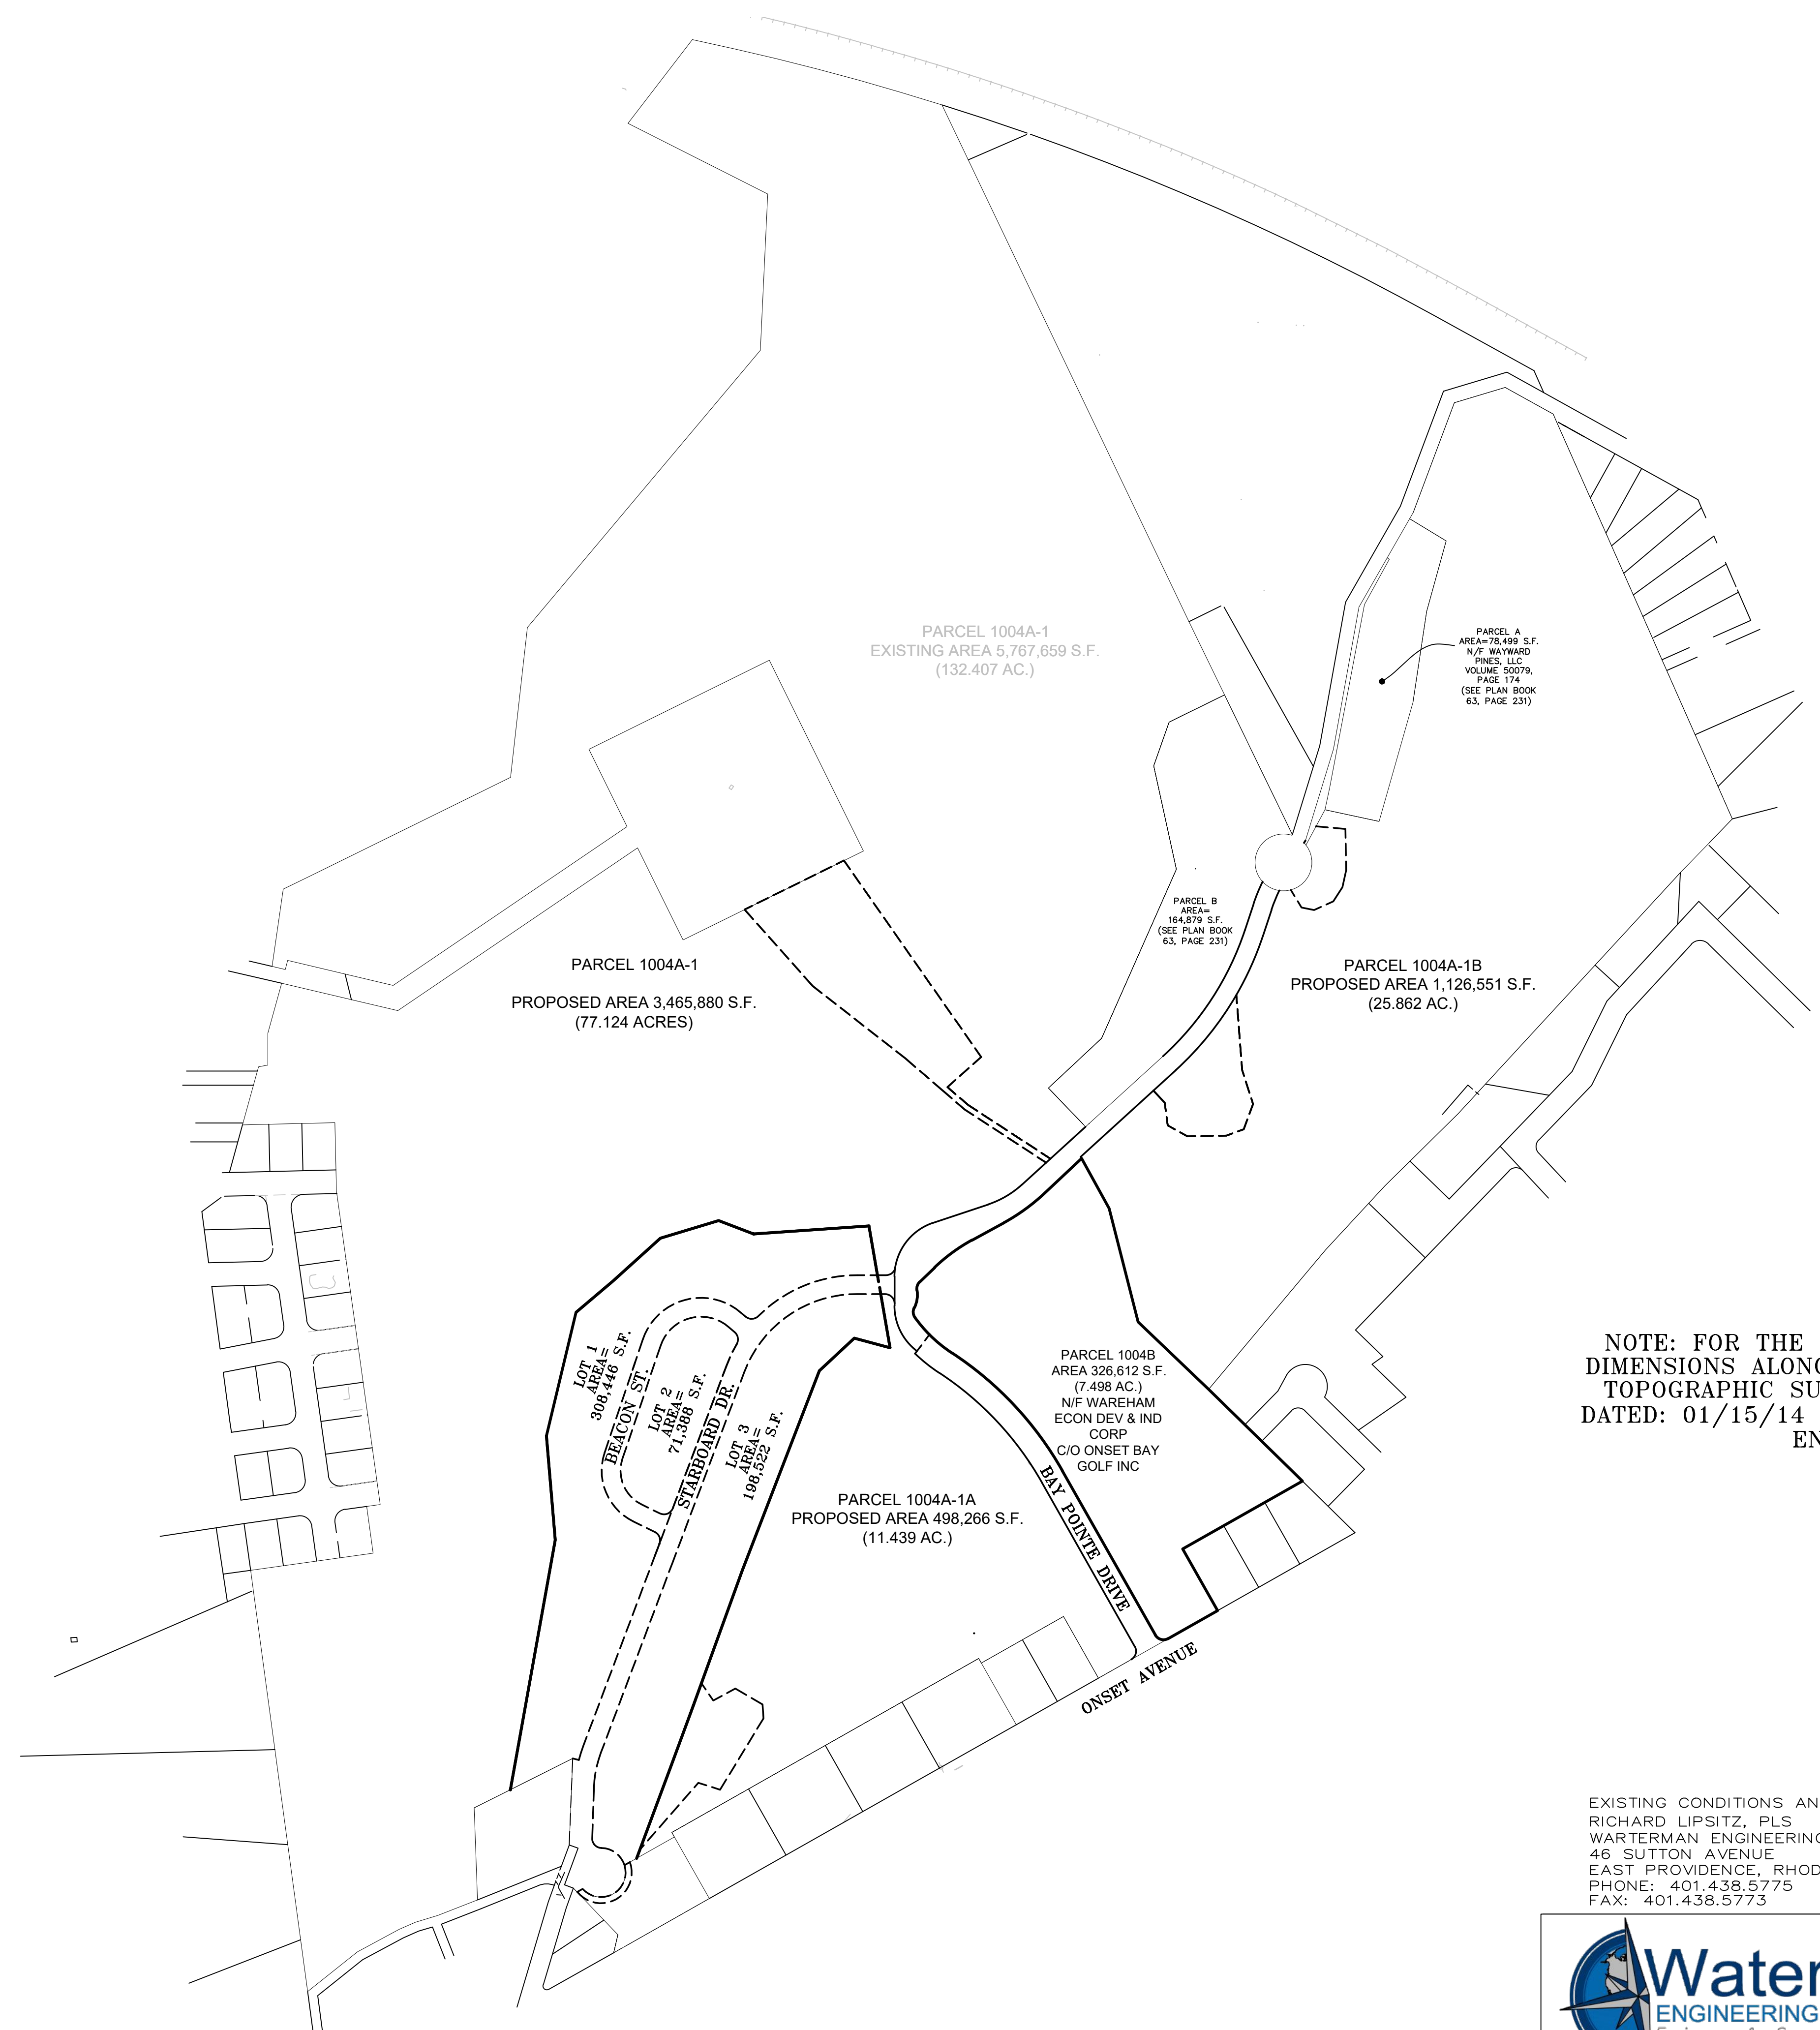 PARCEL 1004A-1
EXISTING AREA 5,767,659 S.F.
(132.407 AC.)
PARCEL A
AREA=78,499 S.F.
N/F WAYWARD
PINES, LLC
VOLUME 50079,
PAGE 174
(SEE PLAN BOOK
63, PAGE 231)
PARCEL B
AREA=
164,879 S.F.
(SEE PLAN BOOK
63, PAGE 231)
PARCEL 1004A-1
PROPOSED AREA 3,465,880 S.F.
(77.124 ACRES)
PARCEL 1004A-1B
PROPOSED AREA 1,126,551 S.F.
(25.862 AC.)
LOT 1
AREA=
308,446 S.F.
BEACON ST.
LOT 2
AREA=
71,388 S.F.
STARBOARD DR.
LOT 3
AREA=
198,522 S.F.
PARCEL 1004B
AREA 326,612 S.F.
(7.498 AC.)
N/F WAREHAM
ECON DEV & IND
CORP
C/O ONSET BAY
GOLF INC
PARCEL 1004A-1A
PROPOSED AREA 498,266 S.F.
(11.439 AC.)
BAY POINTE DRIVE
ONSET AVENUE
NOTE: FOR THE
DIMENSIONS ALONG
TOPOGRAPHIC SU
DATED: 01/15/14
EN
EXISTING CONDITIONS AN
RICHARD LIPSITZ, PLS
WARTERMAN ENGINEERING
46 SUTTON AVENUE
EAST PROVIDENCE, RHOD
PHONE: 401.438.5775
FAX: 401.438.5773
Water
ENGINEERING